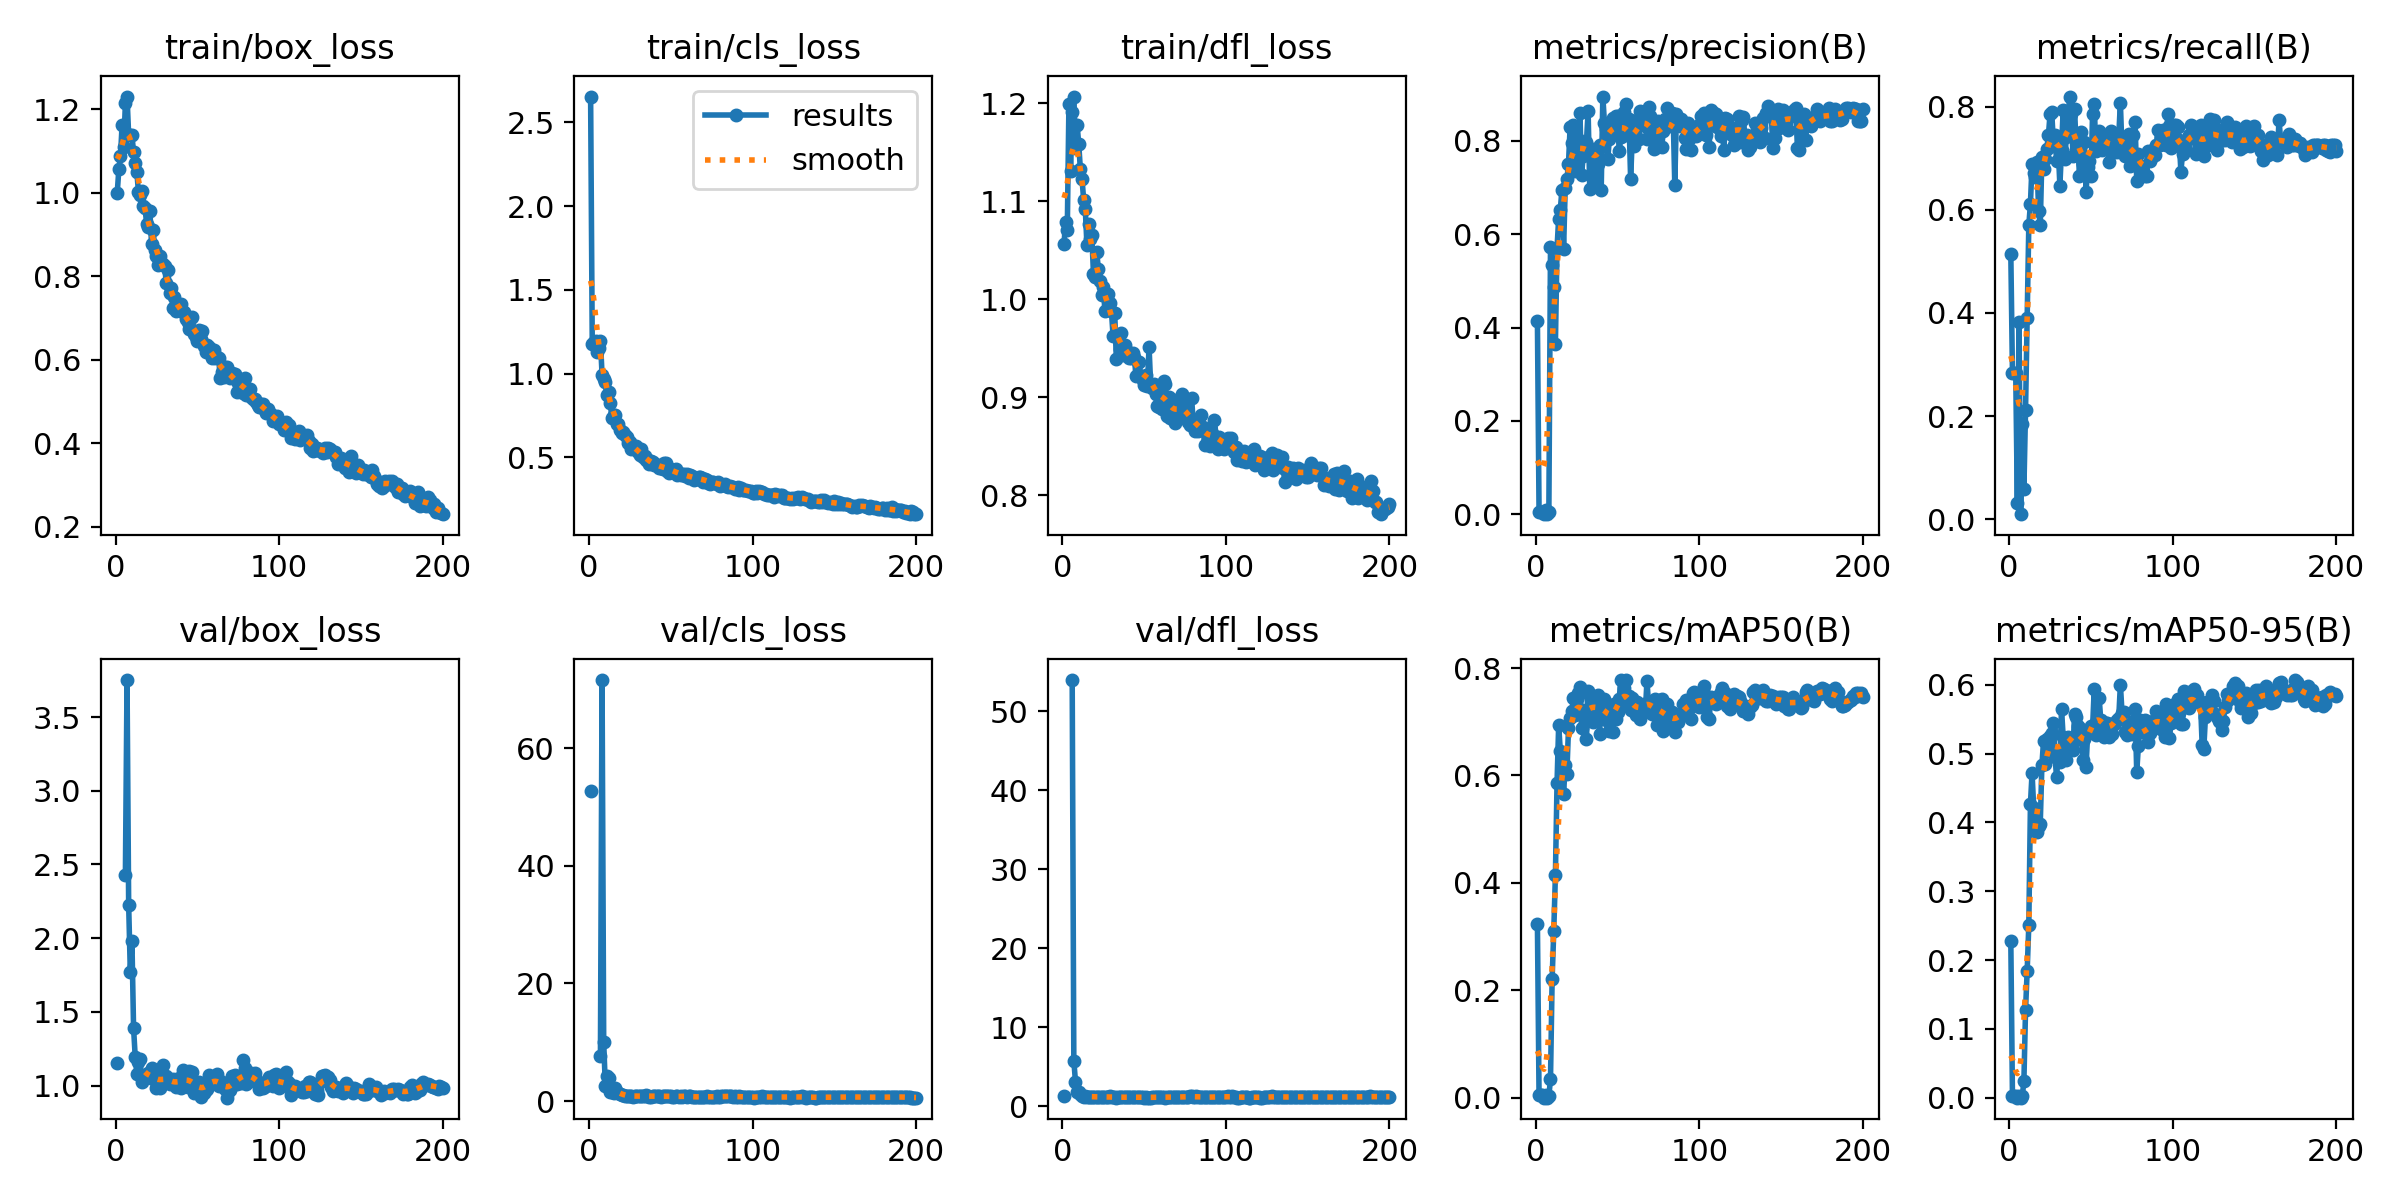 train/box_loss
1.2
1.0
0.8
0.6
0.4
0.2
0 100 200
train/cls_loss
results
smooth
2.5
2.0
1.5
1.0
0.5
0 100 200
train/dfl_loss
1.2
1.1
1.0
0.9
0.8
0 100 200
metrics/precision(B)
0.8
0.6
0.4
0.2
0.0
0 100 200
metrics/recall(B)
0.8
0.6
0.4
0.2
0.0
0 100 200
val/box_loss
3.5
3.0
2.5
2.0
1.5
1.0
0 100 200
val/cls_loss
60
40
20
0
0 100 200
val/dfl_loss
50
40
30
20
10
0
0 100 200
metrics/mAP50(B)
0.8
0.6
0.4
0.2
0.0
0 100 200
metrics/mAP50-95(B)
0.6
0.5
0.4
0.3
0.2
0.1
0.0
0 100 200